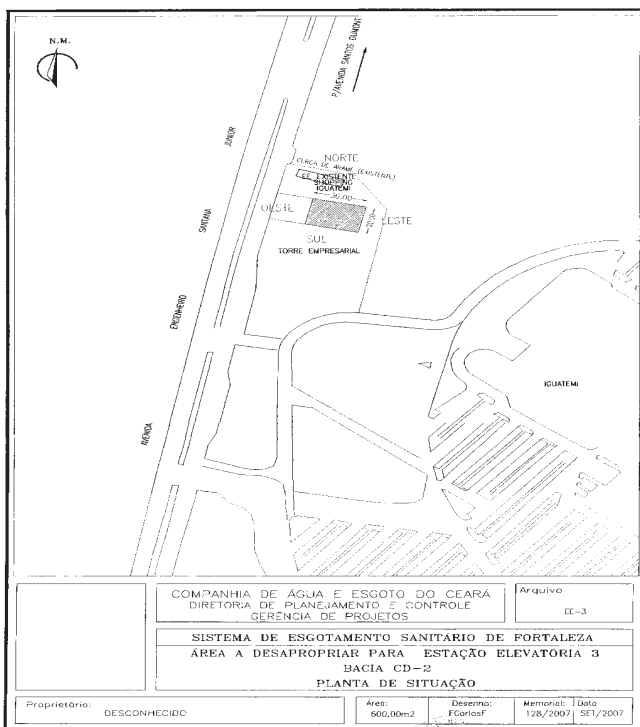 N.M.
P/AVENIDA SANTOS DUMONT
JUNIOR
NORTE
CERCA DE ARAME (EXISTENTE)
EE EXISTENTE
SHOPPING
IGUATEMI
30.00
OESTE
20.00
LESTE
SUL
TORRE EMPRESARIAL
SANTANA
ENGENHEIRO
IGUATEMI
AVENIDA
COMPANHIA DE ÁGUA E ESGOTO DO CEARÁ
DIRETORIA DE PLANEJAMENTO E CONTROLE
GERÊNCIA DE PROJETOS
Arquivo
EE-3
SISTEMA DE ESGOTAMENTO SANITÁRIO DE FORTALEZA
ÁREA A DESAPROPRIAR PARA ESTAÇÃO ELEVATÓRIA 3
BACIA CD-2
PLANTA DE SITUAÇÃO
Proprietário:
DESCONHECIDO
Área:
600,00m2
Desenho:
FCarlosF
Memorial:
128/2007
Data
SET/2007